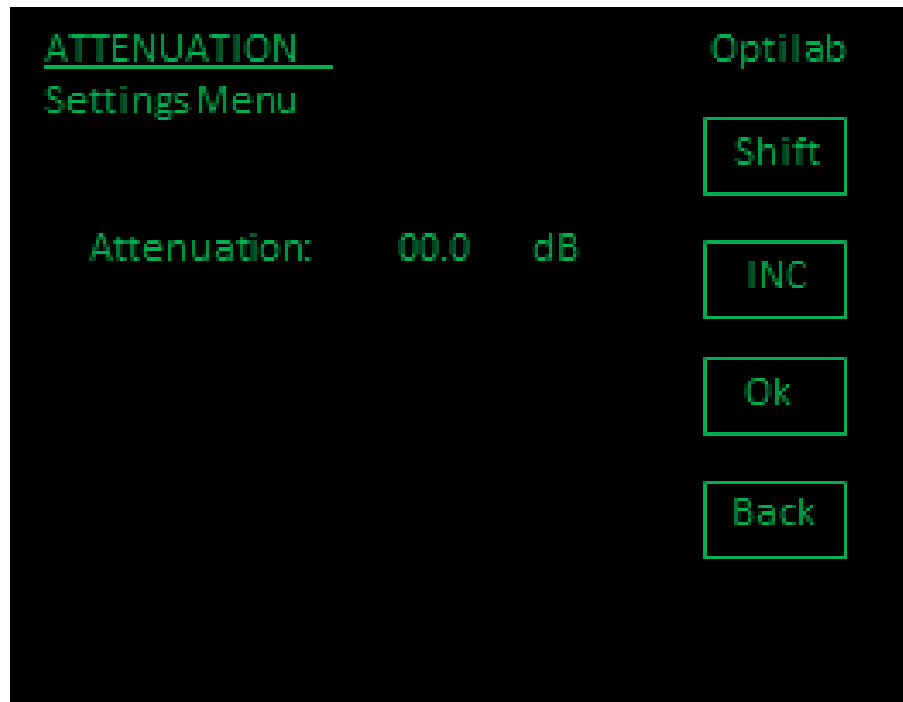 ATTENUATION
Optilab
Settings Menu
Shift
Attenuation: 00.0 dB
INC
Ok
Back